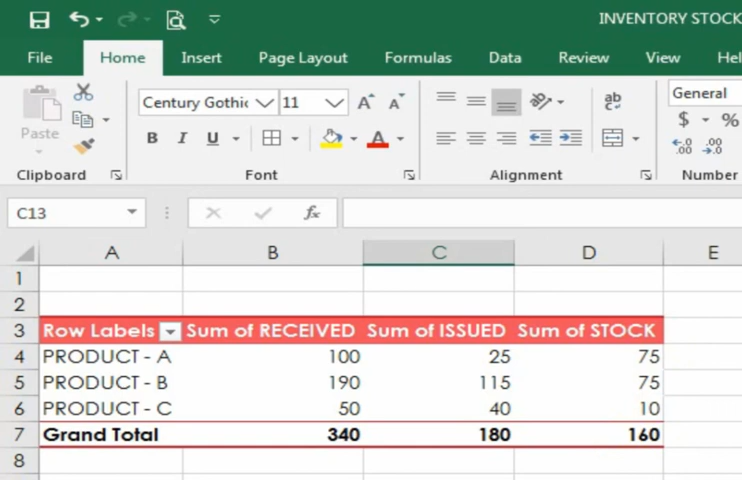 INVENTORY STOCK
File Home Insert Page Layout Formulas Data Review View Hel
Century Gothic 11 ab General
Paste B I U A $ %
Clipboard Font Alignment Number
C13 fx
A B C D E
1
2
3 Row Labels Sum of RECEIVED Sum of ISSUED Sum of STOCK
4 PRODUCT - A 100 25 75
5 PRODUCT - B 190 115 75
6 PRODUCT - C 50 40 10
7 Grand Total 340 180 160
8